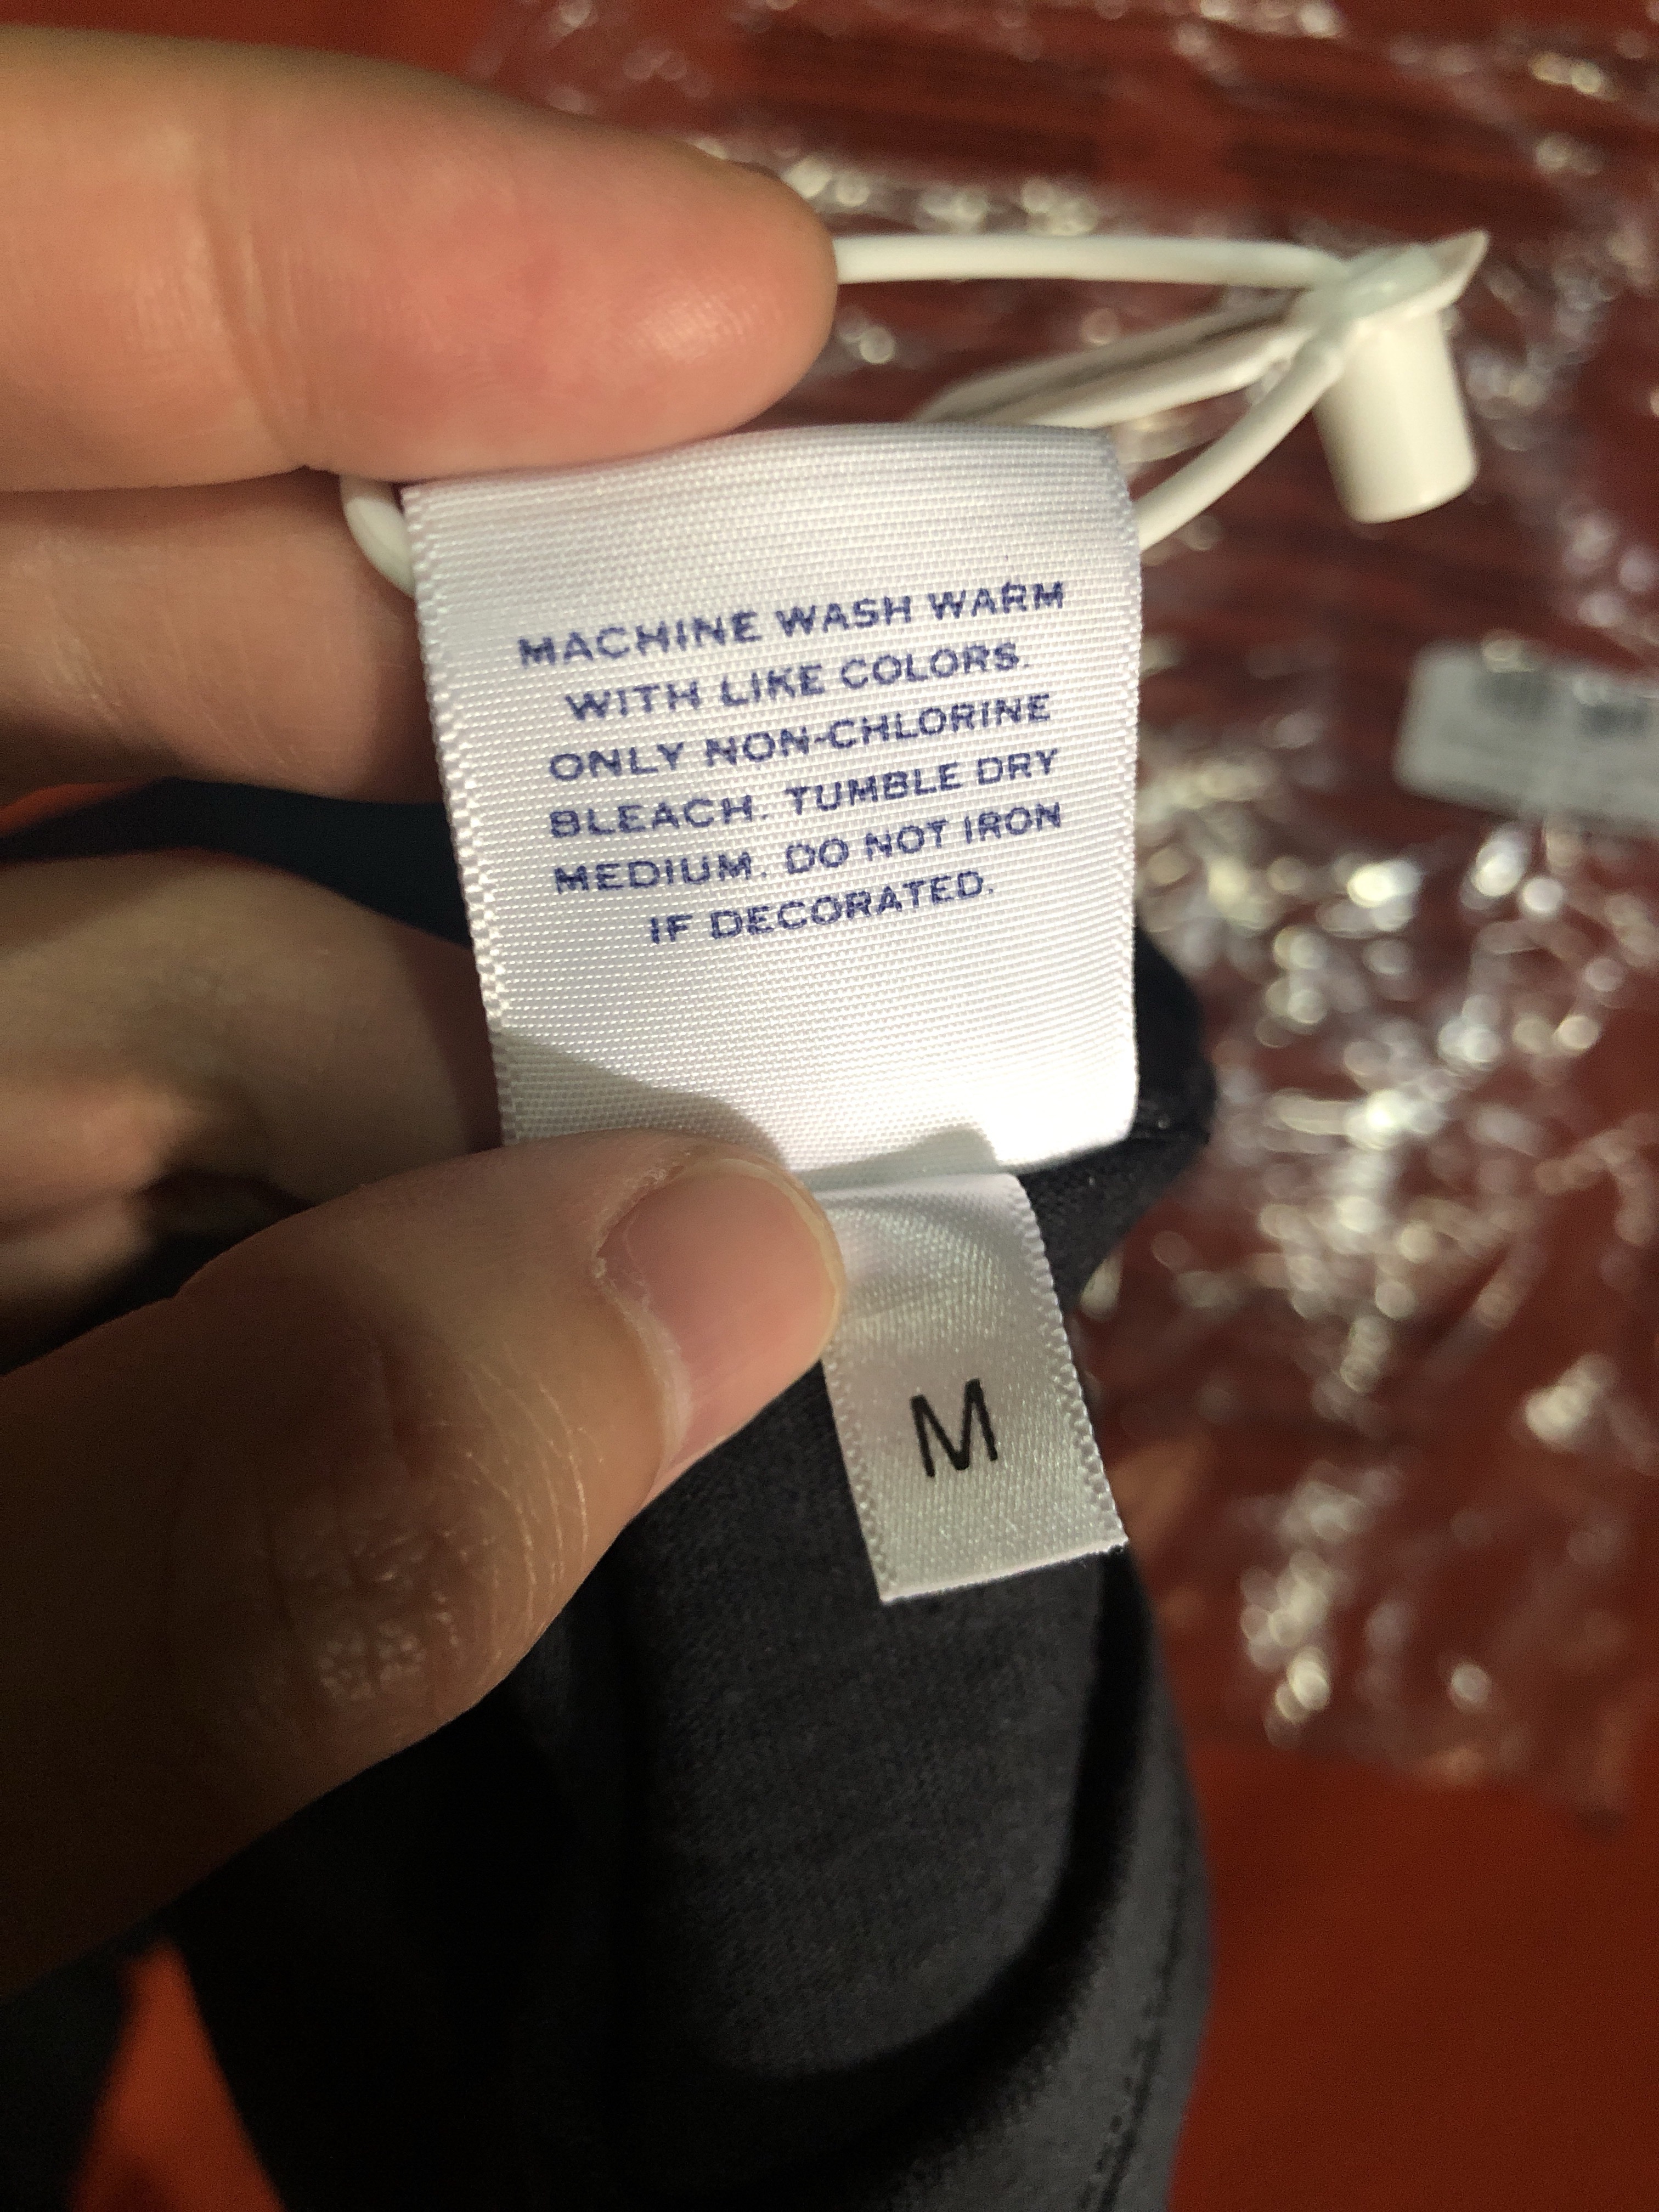 MACHINE WASH WARM
WITH LIKE COLORS.
ONLY NON-CHLORINE
BLEACH. TUMBLE DRY
MEDIUM. DO NOT IRON
IF DECORATED.
M